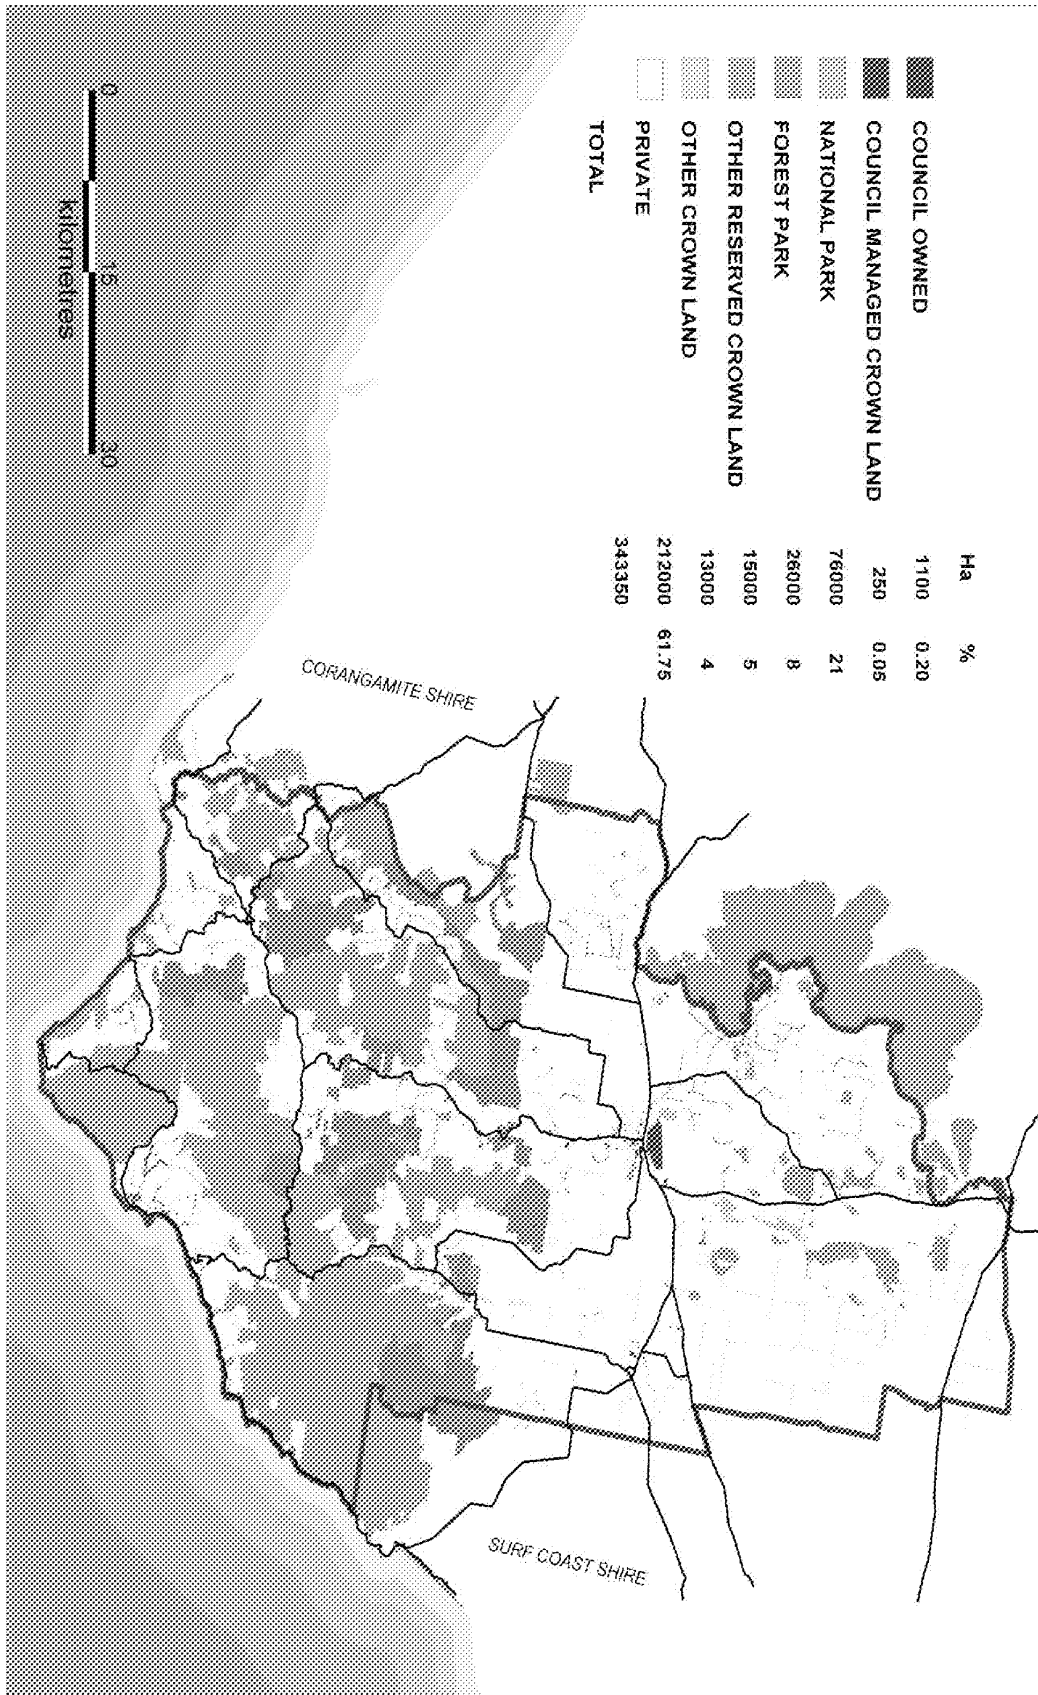 Ha %
COUNCIL OWNED 1100 0.20
COUNCIL MANAGED CROWN LAND 250 0.05
NATIONAL PARK 76000 21
FOREST PARK 26000 8
OTHER RESERVED CROWN LAND 15000 5
OTHER CROWN LAND 13000 4
PRIVATE 212000 61.75
TOTAL 343350
CORANGAMITE SHIRE
SURF COAST SHIRE
0 15 30
kilometres